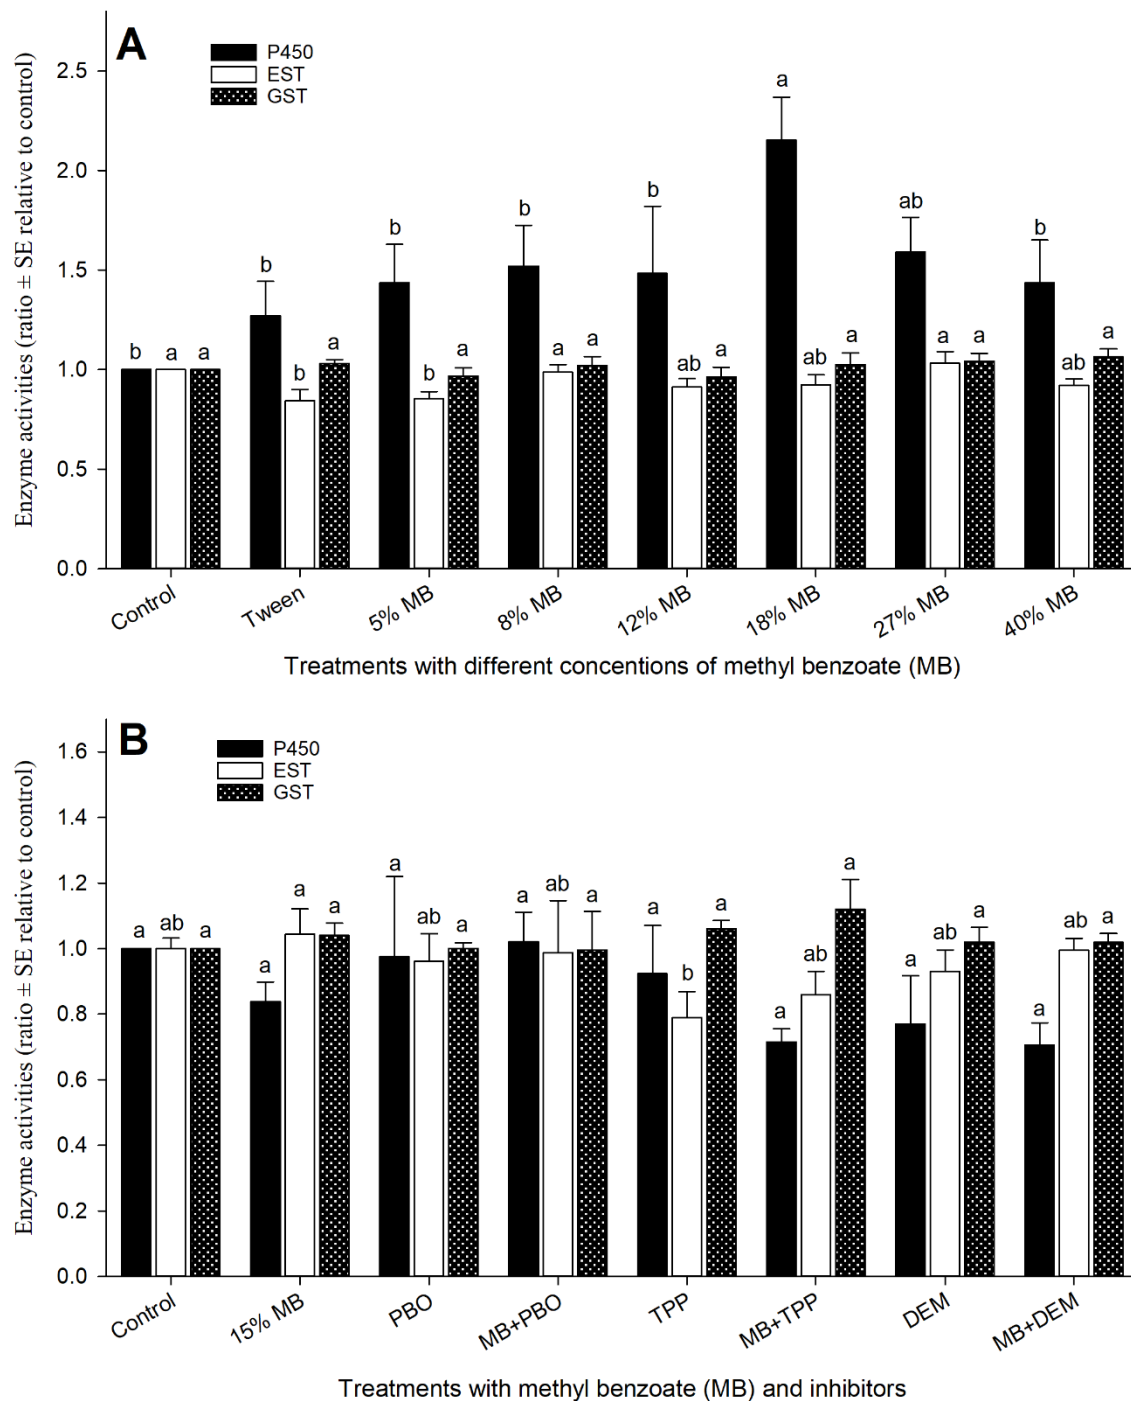 A
P450
EST
GST
Enzyme activities (ratio ± SE relative to control)
2.5
2.0
1.5
1.0
0.5
0.0
b a a
b b a
b b a
b a a
b ab a
a ab a
ab a a
b ab a
Control Tween 5% MB 8% MB 12% MB 18% MB 27% MB 40% MB
Treatments with different concentions of methyl benzoate (MB)
B
P450
EST
GST
Enzyme activities (ratio ± SE relative to control)
1.6
1.4
1.2
1.0
0.8
0.6
0.4
0.2
0.0
a ab a
a a a
a ab a
a ab a
a b a
a ab a
a ab a
a ab a
Control 15% MB PBO MB+PBO TPP MB+TPP DEM MB+DEM
Treatments with methyl benzoate (MB) and inhibitors